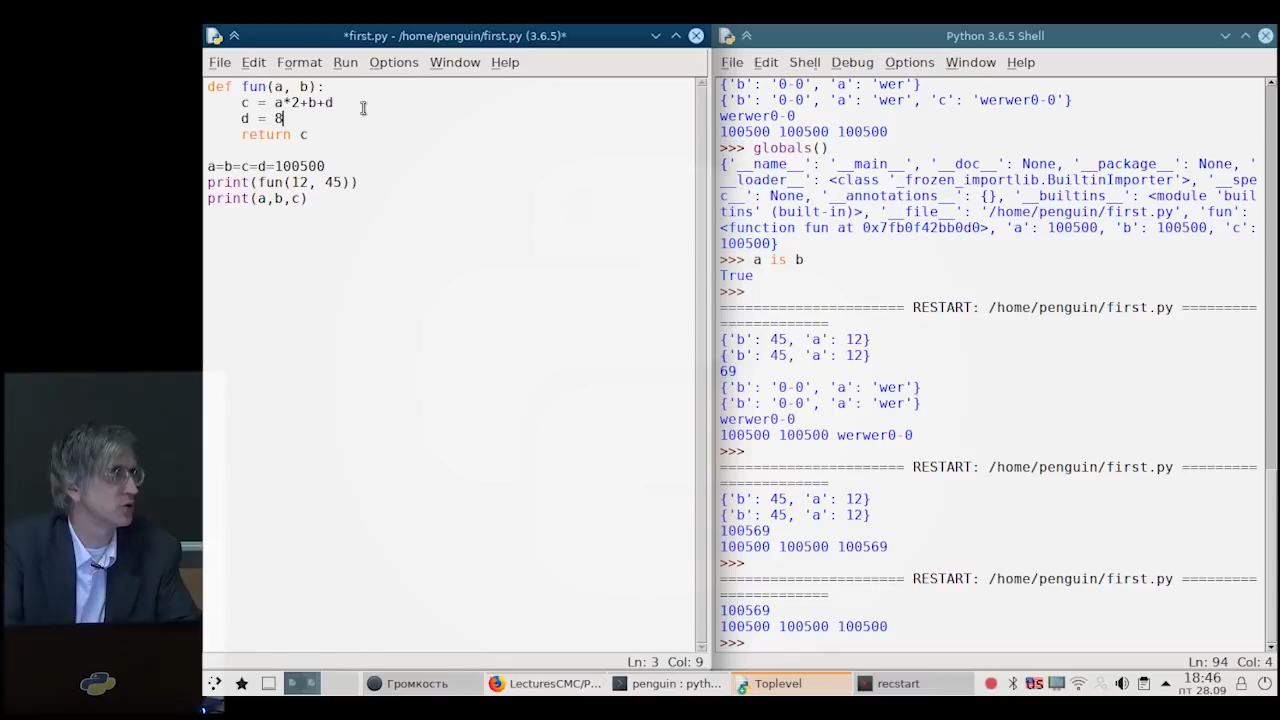 *first.py - /home/penguin/first.py (3.6.5)*
File Edit Format Run Options Window Help
def fun(a, b):
    c = a*2+b+d
    d = 8
    return c
a=b=c=d=100500
print(fun(12, 45))
print(a,b,c)
Ln: 3 Col: 9
Python 3.6.5 Shell
File Edit Shell Debug Options Window Help
{'b': '0-0', 'a': 'wer'}
{'b': '0-0', 'a': 'wer', 'c': 'werwer0-0'}
werwer0-0
100500 100500 100500
>>> globals()
{'__name__': '__main__', '__doc__': None, '__package__': None, '
__loader__': <class '_frozen_importlib.BuiltinImporter'>, '__spe
c__': None, '__annotations__': {}, '__builtins__': <module 'buil
tins' (built-in)>, '__file__': '/home/penguin/first.py', 'fun':
<function fun at 0x7fb0f42bb0d0>, 'a': 100500, 'b': 100500, 'c':
100500}
>>> a is b
True
>>>
====================== RESTART: /home/penguin/first.py ==========
=============
{'b': 45, 'a': 12}
{'b': 45, 'a': 12}
69
{'b': '0-0', 'a': 'wer'}
{'b': '0-0', 'a': 'wer'}
werwer0-0
100500 100500 werwer0-0
>>>
====================== RESTART: /home/penguin/first.py ==========
=============
{'b': 45, 'a': 12}
{'b': 45, 'a': 12}
100569
100500 100500 100569
>>>
====================== RESTART: /home/penguin/first.py ==========
=============
100569
100500 100500 100500
>>>
Ln: 94 Col: 4
Громкость LecturesCMC/P... penguin : pyth... Toplevel recstart US 18:46
пт 28.09